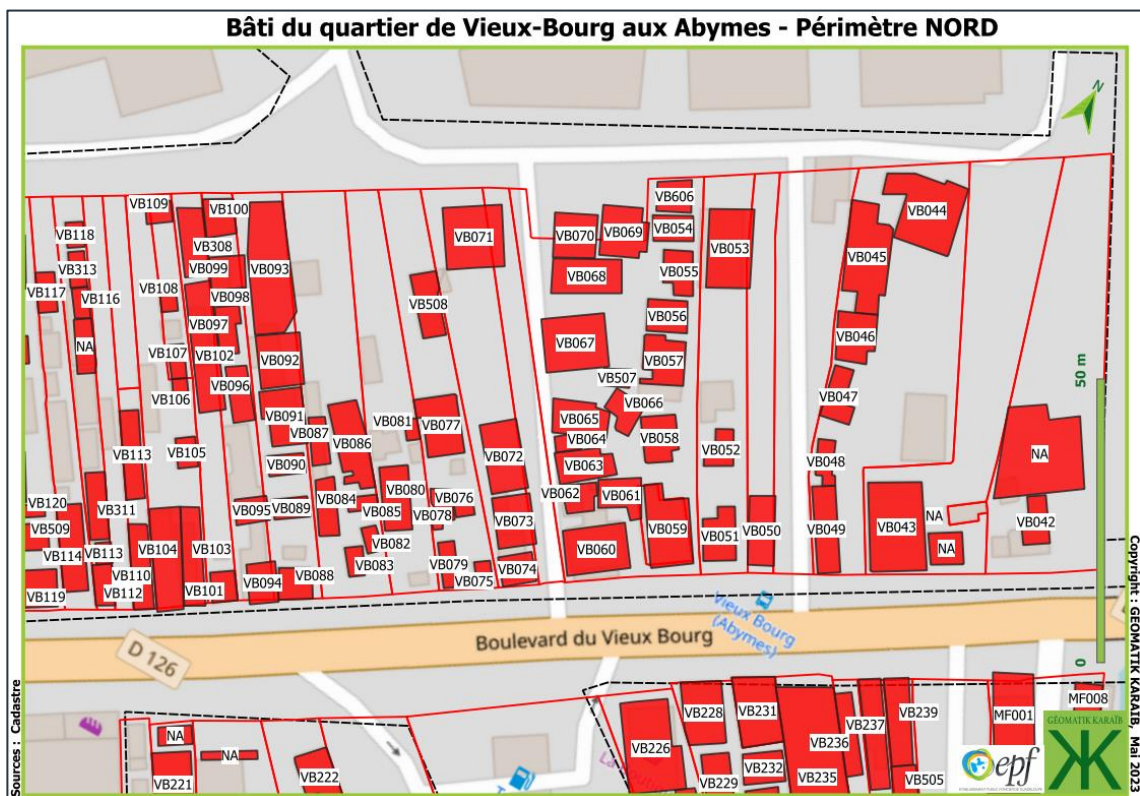 Bâti du quartier de Vieux-Bourg aux Abymes - Périmètre NORD
N
VB109
VB100
VB606
VB044
VB118
VB308
VB071
VB070
VB069
VB054
VB053
VB313
VB099
VB093
VB068
VB055
VB045
VB117
VB116
VB108
VB098
VB508
VB056
NA
VB097
VB067
VB046
VB107
VB102
VB092
VB057
VB106
VB096
VB507
VB066
VB047
VB091
VB087
VB086
VB081
VB077
VB065
VB064
VB058
50 m
VB113
VB105
VB090
VB072
VB063
VB052
VB048
NA
VB120
VB311
VB095
VB089
VB084
VB085
VB080
VB076
VB078
VB062
VB061
VB509
VB114
VB113
VB104
VB103
VB082
VB073
VB060
VB059
VB051
VB050
VB049
VB043
NA
NA
VB042
VB119
VB110
VB112
VB101
VB094
VB088
VB083
VB079
VB075
VB074
0
D 126
Boulevard du Vieux Bourg
Vieux Bourg
(Abymes)
NA
NA
VB221
VB222
VB226
VB228
VB229
VB231
VB232
VB235
VB236
VB237
VB239
VB505
MF001
MF008
GÉOMATIK KARAÏB
epf
Sources : Cadastre
Copyright : GEOMATIK KARAÏB, Mai 2023